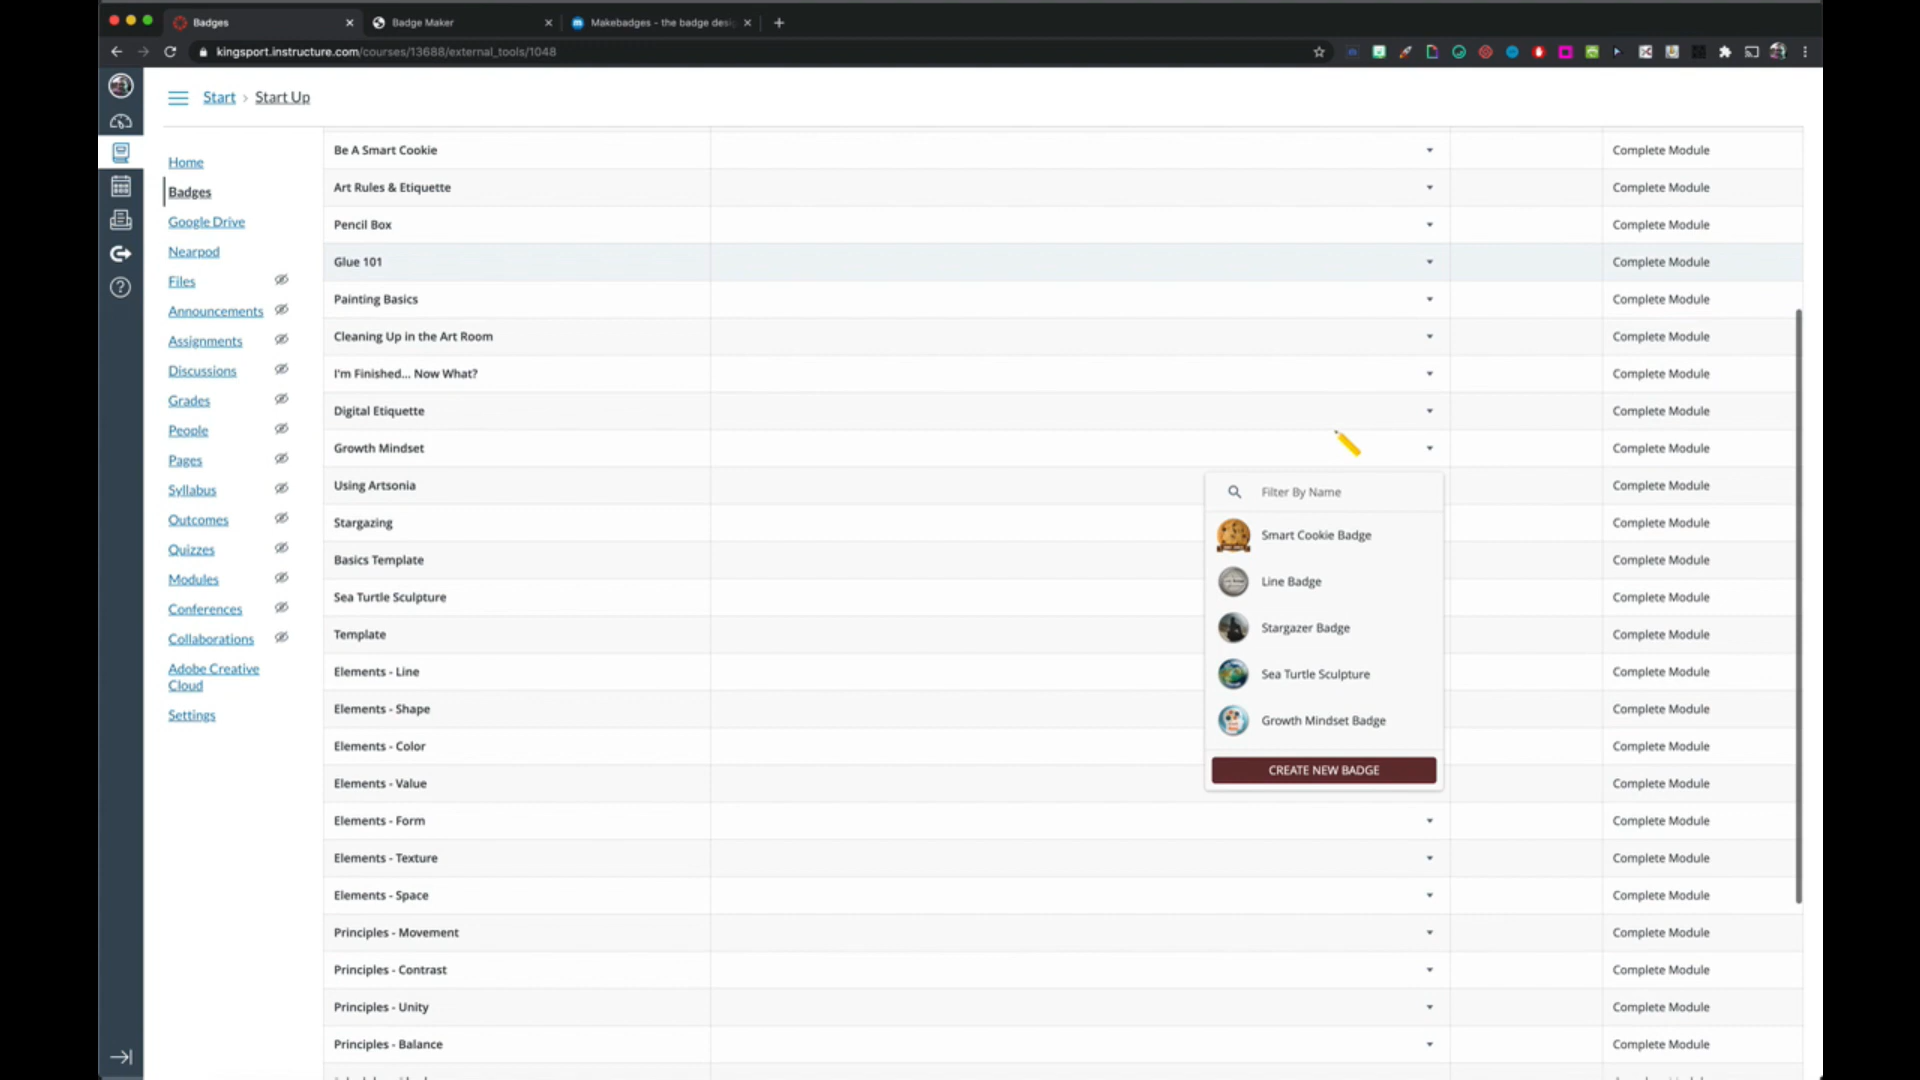 Badges
Badge Maker
Makebadges - the badge desi
kingsport.instructure.com/courses/13688/external_tools/1048
Start > Start Up
Home
Badges
Google Drive
Nearpod
Files
Announcements
Assignments
Discussions
Grades
People
Pages
Syllabus
Outcomes
Quizzes
Modules
Conferences
Collaborations
Adobe Creative
Cloud
Settings
Be A Smart Cookie Complete Module
Art Rules & Etiquette Complete Module
Pencil Box Complete Module
Glue 101 Complete Module
Painting Basics Complete Module
Cleaning Up in the Art Room Complete Module
I'm Finished... Now What? Complete Module
Digital Etiquette Complete Module
Growth Mindset Complete Module
Using Artsonia Complete Module
Stargazing Complete Module
Basics Template Complete Module
Sea Turtle Sculpture Complete Module
Template Complete Module
Elements - Line Complete Module
Elements - Shape Complete Module
Elements - Color Complete Module
Elements - Value Complete Module
Elements - Form Complete Module
Elements - Texture Complete Module
Elements - Space Complete Module
Principles - Movement Complete Module
Principles - Contrast Complete Module
Principles - Unity Complete Module
Principles - Balance Complete Module
Filter By Name
Smart Cookie Badge
Line Badge
Stargazer Badge
Sea Turtle Sculpture
Growth Mindset Badge
CREATE NEW BADGE